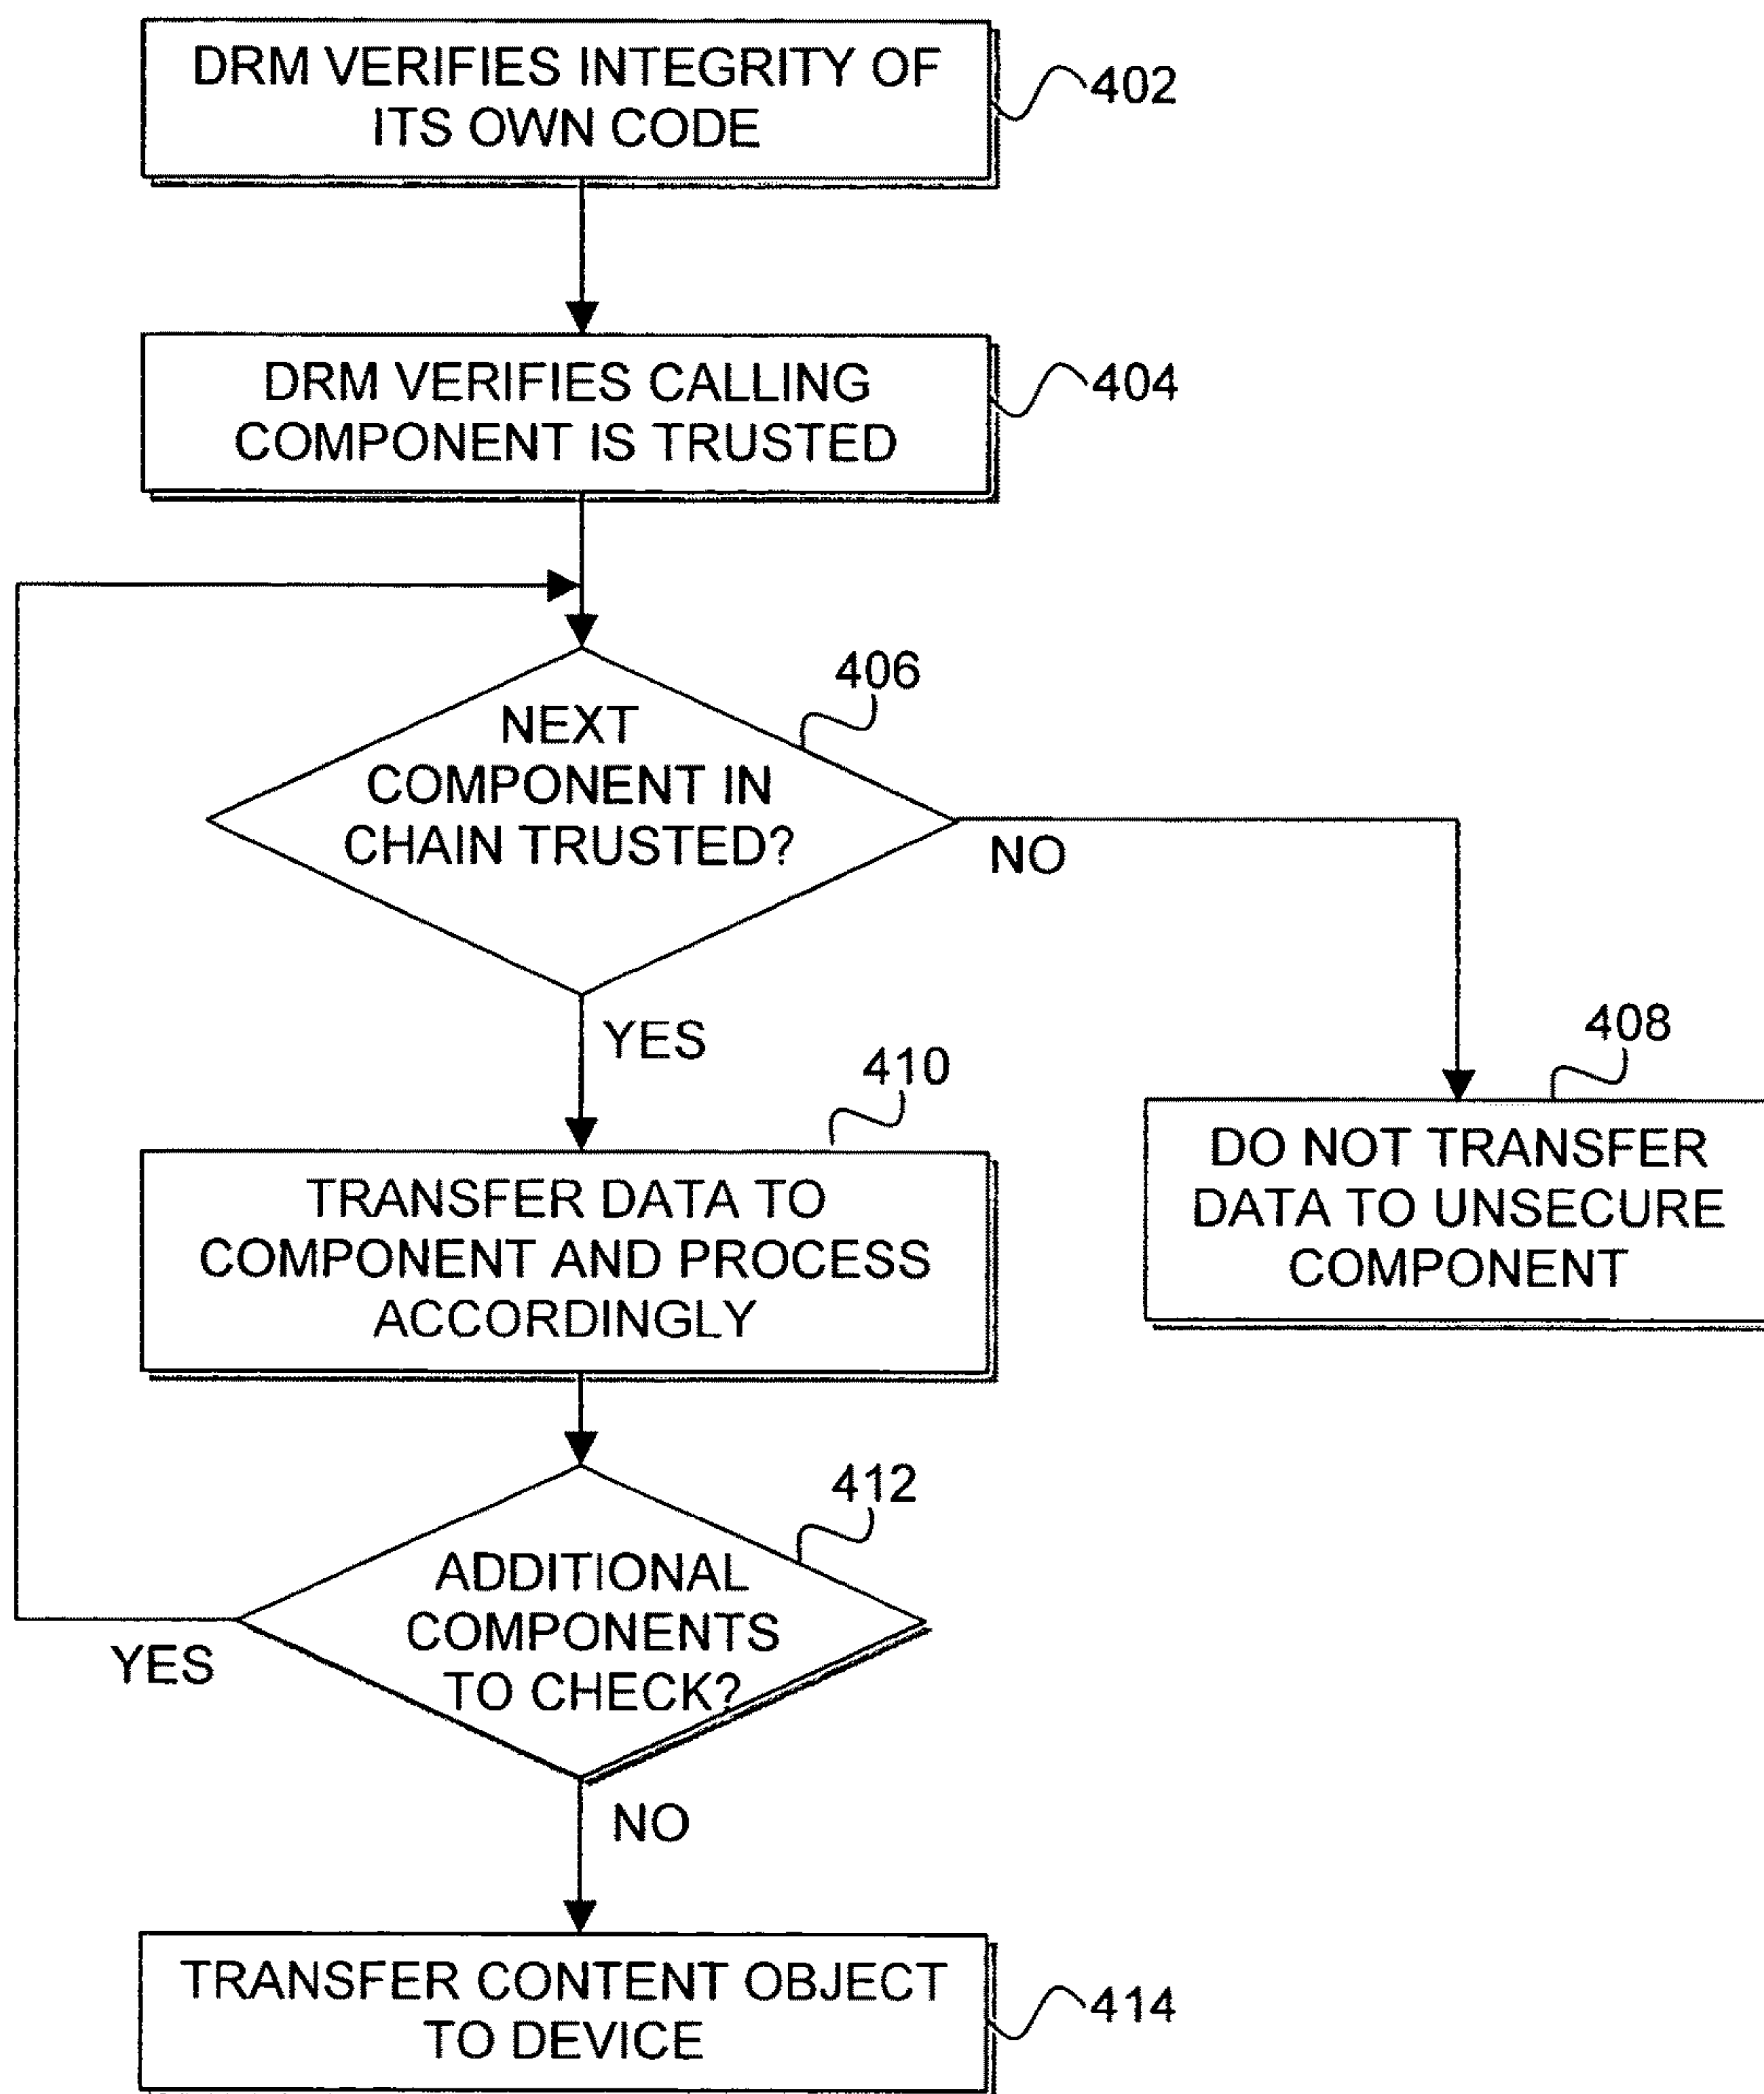 DRM VERIFIES INTEGRITY OF
ITS OWN CODE
402
DRM VERIFIES CALLING
COMPONENT IS TRUSTED
404
406
NEXT
COMPONENT IN
CHAIN TRUSTED?
NO
YES
408
DO NOT TRANSFER
DATA TO UNSECURE
COMPONENT
410
TRANSFER DATA TO
COMPONENT AND PROCESS
ACCORDINGLY
412
ADDITIONAL
COMPONENTS
TO CHECK?
YES
NO
TRANSFER CONTENT OBJECT
TO DEVICE
414